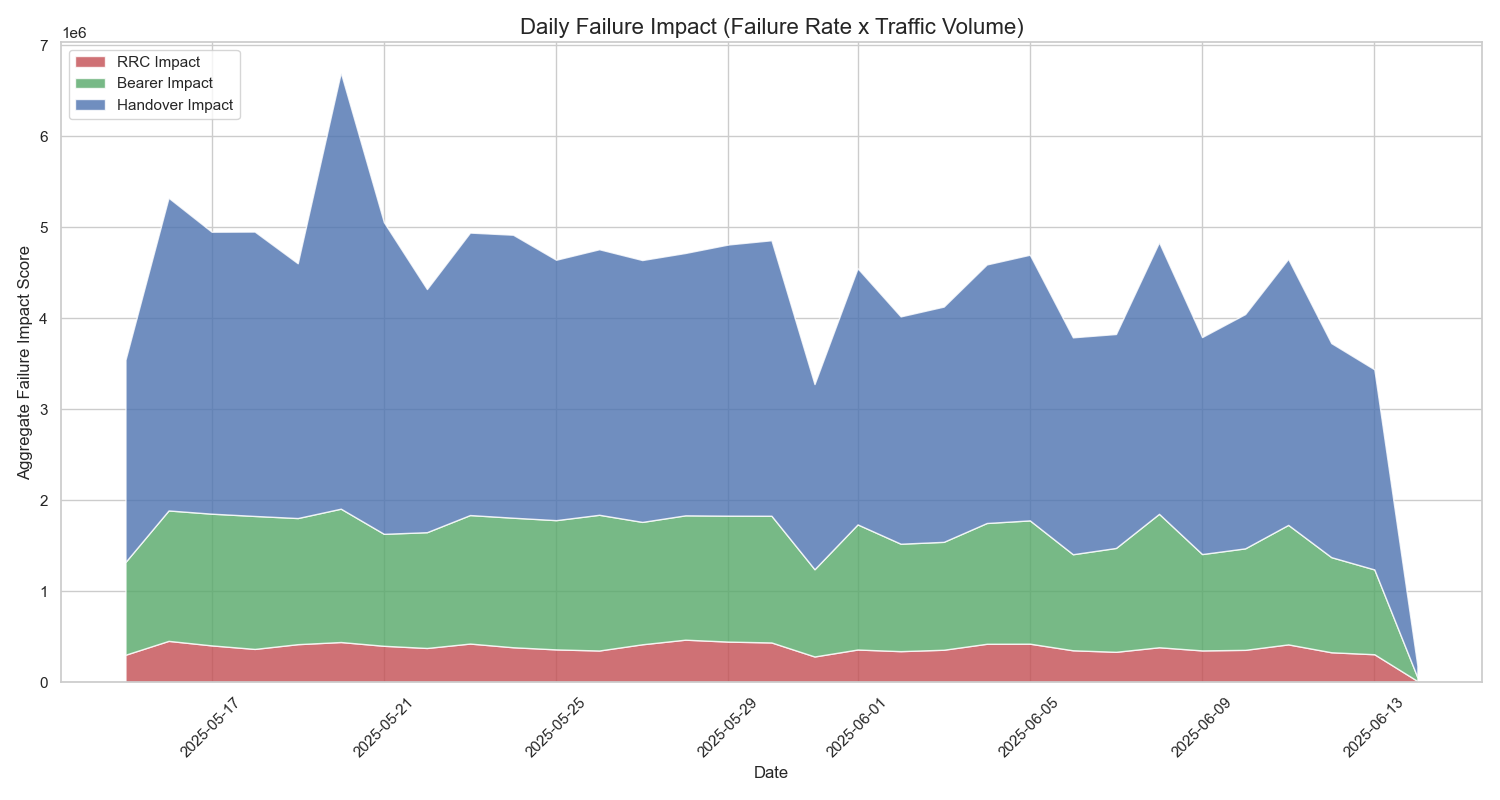 Daily Failure Impact (Failure Rate x Traffic Volume)
1e6
RRC Impact
Bearer Impact
Handover Impact
Aggregate Failure Impact Score
7
6
5
4
3
2
1
0
2025-05-17
2025-05-21
2025-05-25
2025-05-29
2025-06-01
2025-06-05
2025-06-09
2025-06-13
Date